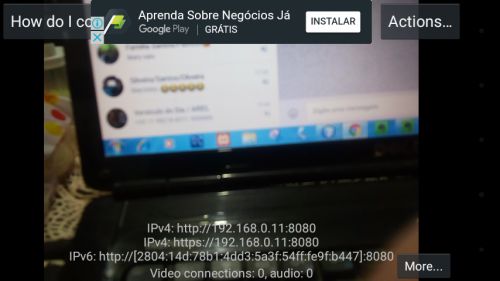 How do I co
Aprenda Sobre Negócios Já
Google Play | GRÁTIS
INSTALAR
Actions...
IPv4: http://192.168.0.11:8080
IPv4: https://192.168.0.11:8080
IPv6: http://[2804:14d:78b1:4dd3:5a3f:54ff:fe9f:b447]:8080
Video connections: 0, audio: 0
More...